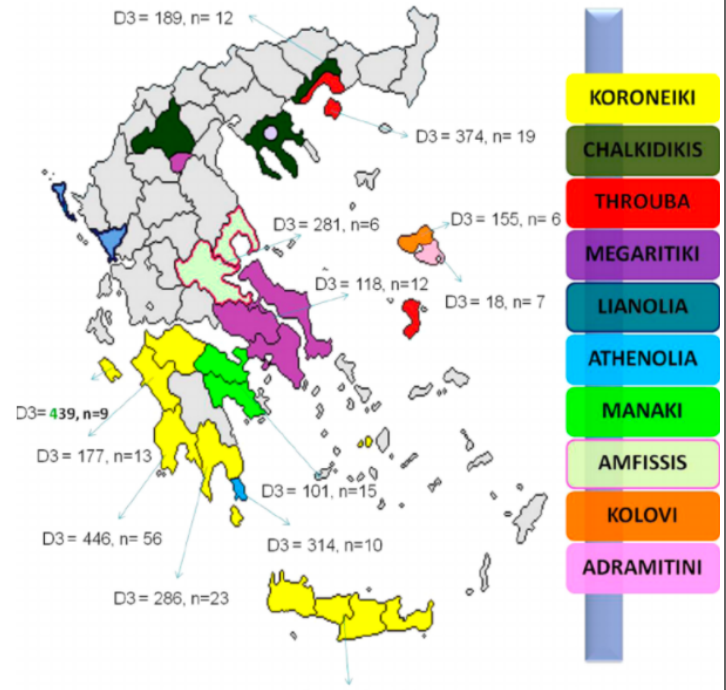 D3 = 189, n= 12
D3 = 374, n= 19
D3 = 281, n=6
D3 = 155, n= 6
D3 = 118, n=12
D3 = 18, n= 7
D3= 439, n=9
D3 = 177, n=13
D3 = 101, n=15
D3 = 446, n= 56
D3 = 314, n=10
D3 = 286, n=23
KORONEIKI
CHALKIDIKIS
THROUBA
MEGARITIKI
LIANOLIA
ATHENOLIA
MANAKI
AMFISSIS
KOLOVI
ADRAMITINI